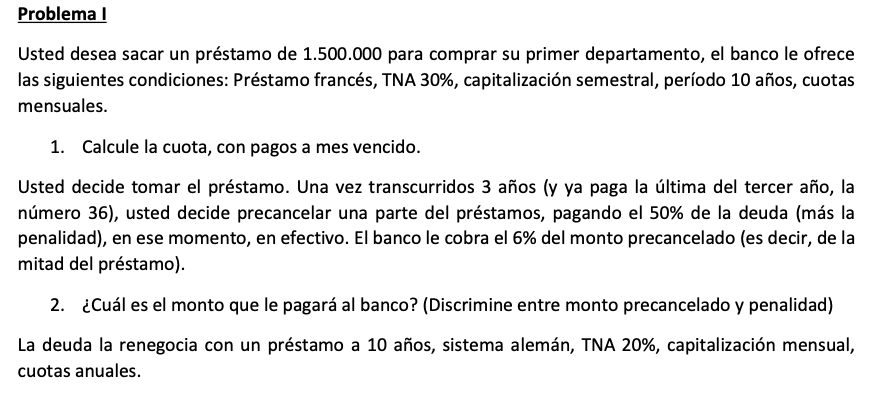 Problema I
Usted desea sacar un préstamo de 1.500.000 para comprar su primer departamento, el banco le ofrece
las siguientes condiciones: Préstamo francés, TNA 30%, capitalización semestral, período 10 años, cuotas
mensuales.
1. Calcule la cuota, con pagos a mes vencido.
Usted decide tomar el préstamo. Una vez transcurridos 3 años (y ya paga la última del tercer año, la
número 36), usted decide precancelar una parte del préstamos, pagando el 50% de la deuda (más la
penalidad), en ese momento, en efectivo. El banco le cobra el 6% del monto precancelado (es decir, de la
mitad del préstamo).
2. ¿Cuál es el monto que le pagará al banco? (Discrimine entre monto precancelado y penalidad)
La deuda la renegocia con un préstamo a 10 años, sistema alemán, TNA 20%, capitalización mensual,
cuotas anuales.